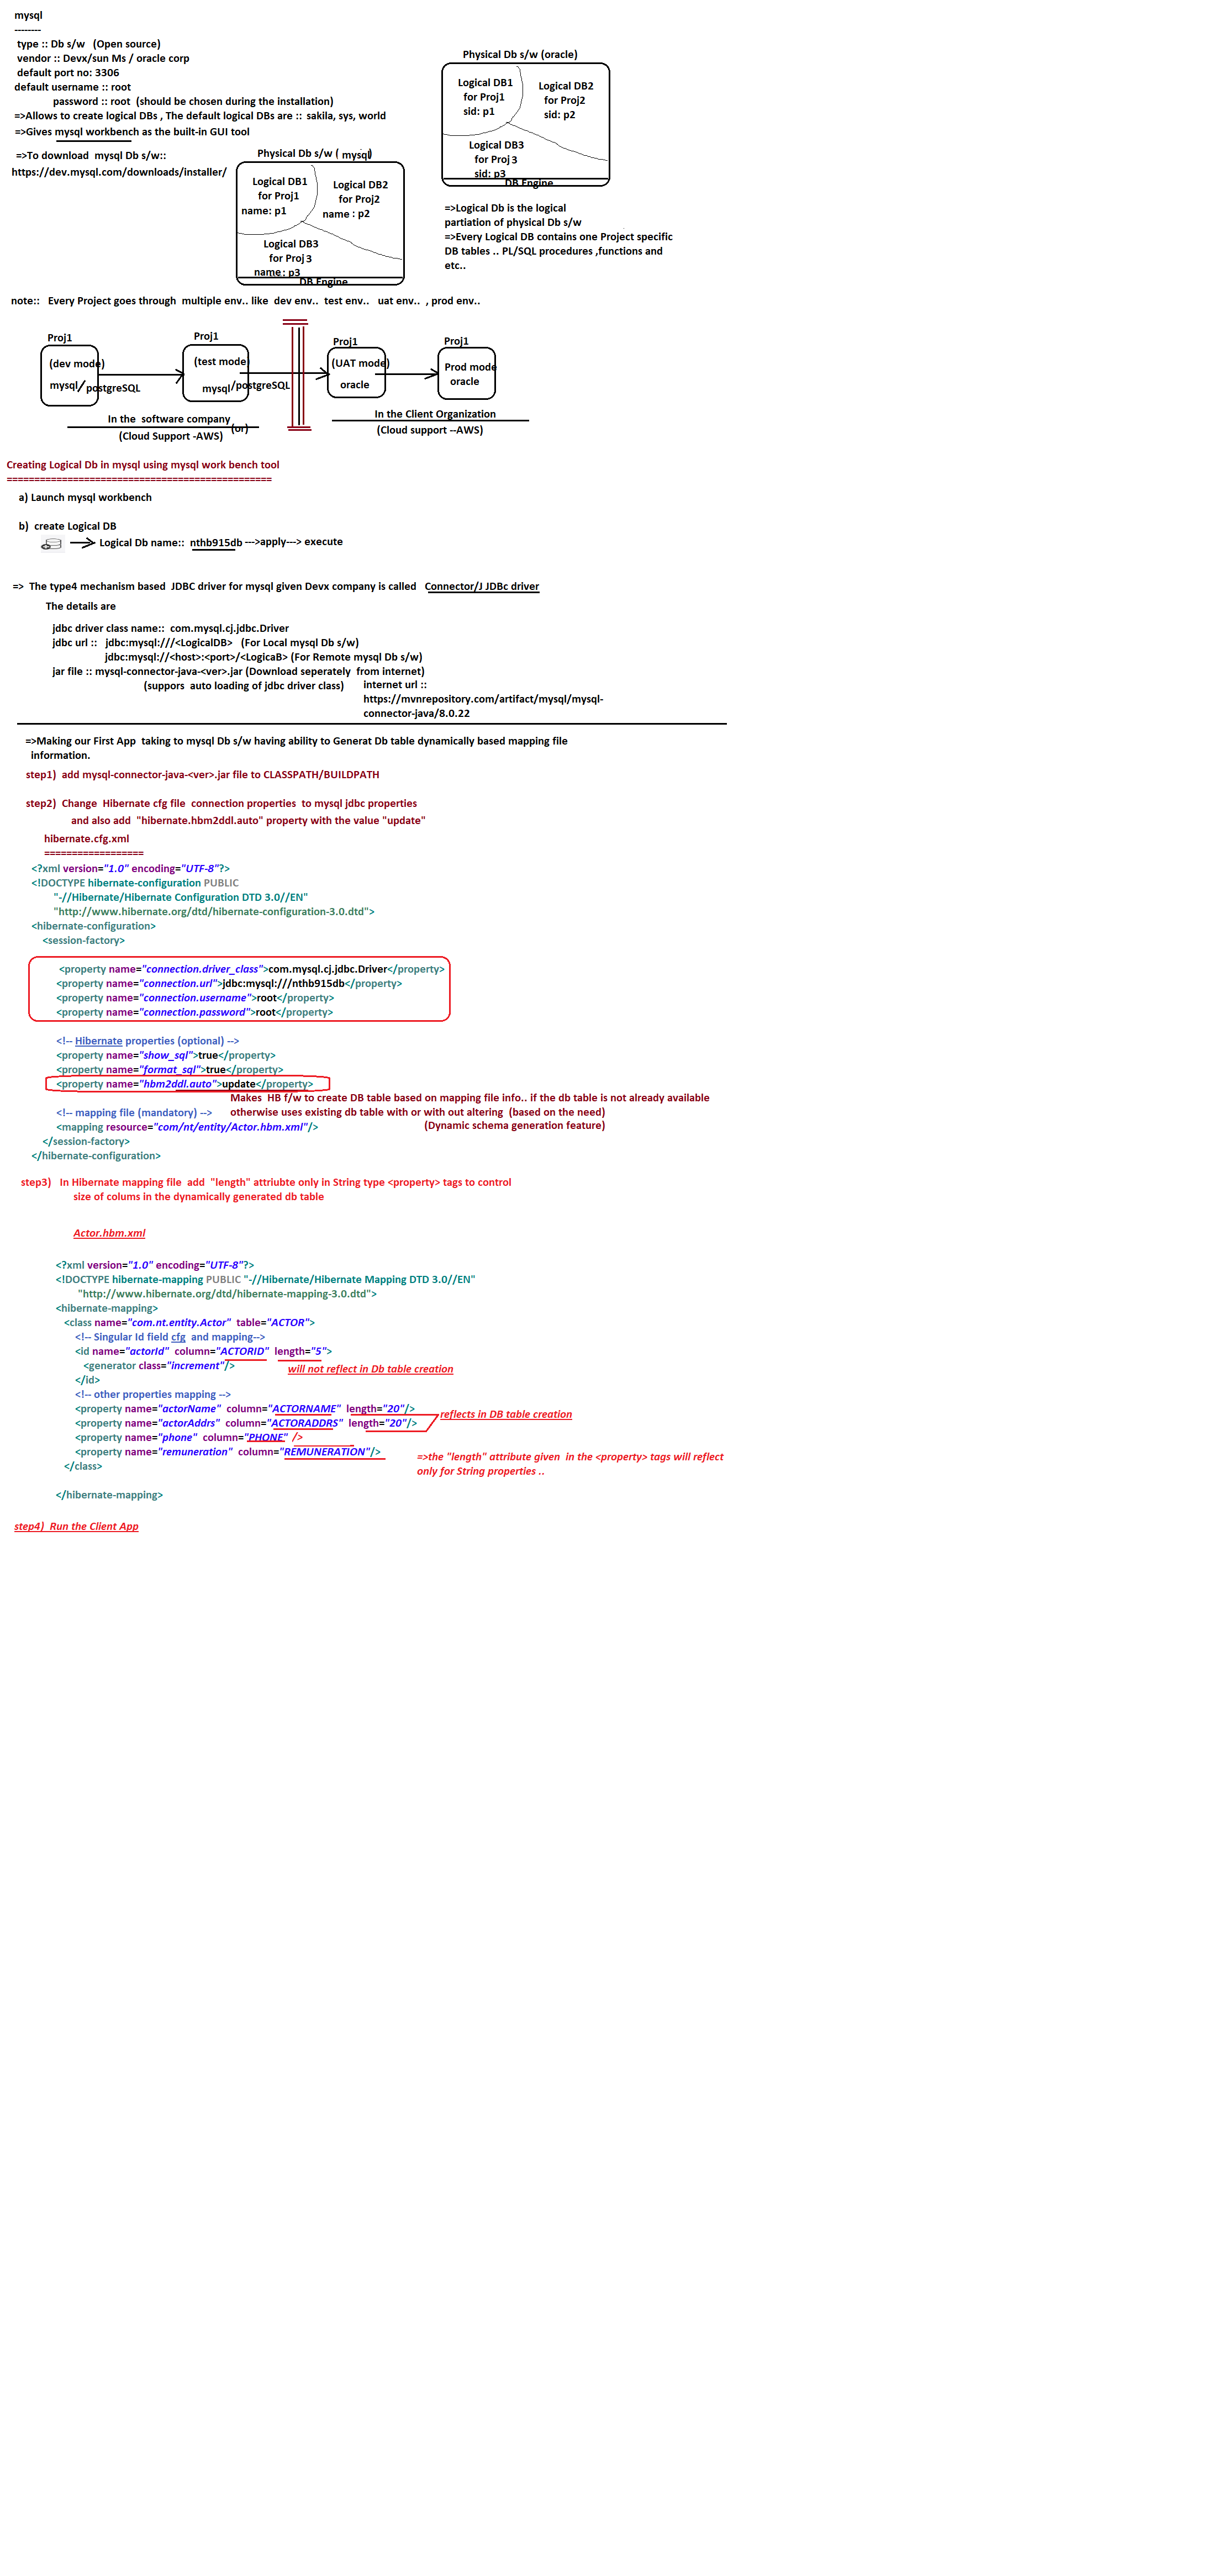 mysql
--------
type :: Db s/w (Open source)
vendor :: Devx/sun Ms / oracle corp
default port no: 3306
default username :: root
password :: root (should be chosen during the installation)
=>Allows to create logical DBs , The default logical DBs are :: sakila, sys, world
=>Gives mysql workbench as the built-in GUI tool
=>To download mysql Db s/w::
https://dev.mysql.com/downloads/installer/
Physical Db s/w ( mysql)
Logical DB1
for Proj1
name: p1
Logical DB2
for Proj2
name : p2
Logical DB3
for Proj 3
name : p3
DB Engine
Physical Db s/w (oracle)
Logical DB1
for Proj1
sid: p1
Logical DB2
for Proj2
sid: p2
Logical DB3
for Proj 3
sid: p3
DB Engine
=>Logical Db is the logical
partiation of physical Db s/w
=>Every Logical DB contains one Project specific
DB tables .. PL/SQL procedures ,functions and
etc..
note:: Every Project goes through multiple env.. like dev env.. test env.. uat env.. , prod env..
Proj1
(dev mode)
mysql/postgreSQL
Proj1
(test mode)
mysql/postgreSQL
Proj1
(UAT mode)
oracle
Proj1
Prod mode
oracle
In the software company
(or)
(Cloud Support -AWS)
In the Client Organization
(Cloud support --AWS)
Creating Logical Db in mysql using mysql work bench tool
================================================
a) Launch mysql workbench
b) create Logical DB
Logical Db name:: nthb915db --->apply---> execute
=> The type4 mechanism based JDBC driver for mysql given Devx company is called Connector/J JDBc driver
The details are
jdbc driver class name:: com.mysql.cj.jdbc.Driver
jdbc url :: jdbc:mysql:///<LogicalDB> (For Local mysql Db s/w)
jdbc:mysql://<host>:<port>/<LogicaB> (For Remote mysql Db s/w)
jar file :: mysql-connector-java-<ver>.jar (Download seperately from internet)
(suppors auto loading of jdbc driver class)
internet url ::
https://mvnrepository.com/artifact/mysql/mysql-
connector-java/8.0.22
=>Making our First App taking to mysql Db s/w having ability to Generat Db table dynamically based mapping file
information.
step1) add mysql-connector-java-<ver>.jar file to CLASSPATH/BUILDPATH
step2) Change Hibernate cfg file connection properties to mysql jdbc properties
and also add "hibernate.hbm2ddl.auto" property with the value "update"
hibernate.cfg.xml
==================
<?xml version="1.0" encoding="UTF-8"?>
<!DOCTYPE hibernate-configuration PUBLIC
"-//Hibernate/Hibernate Configuration DTD 3.0//EN"
"http://www.hibernate.org/dtd/hibernate-configuration-3.0.dtd">
<hibernate-configuration>
<session-factory>
<property name="connection.driver_class">com.mysql.cj.jdbc.Driver</property>
<property name="connection.url">jdbc:mysql:///nthb915db</property>
<property name="connection.username">root</property>
<property name="connection.password">root</property>
<!-- Hibernate properties (optional) -->
<property name="show_sql">true</property>
<property name="format_sql">true</property>
<property name="hbm2ddl.auto">update</property>
Makes HB f/w to create DB table based on mapping file info.. if the db table is not already available
otherwise uses existing db table with or with out altering (based on the need)
(Dynamic schema generation feature)
<!-- mapping file (mandatory) -->
<mapping resource="com/nt/entity/Actor.hbm.xml"/>
</session-factory>
</hibernate-configuration>
step3) In Hibernate mapping file add "length" attriubte only in String type <property> tags to control
size of colums in the dynamically generated db table
Actor.hbm.xml
<?xml version="1.0" encoding="UTF-8"?>
<!DOCTYPE hibernate-mapping PUBLIC "-//Hibernate/Hibernate Mapping DTD 3.0//EN"
"http://www.hibernate.org/dtd/hibernate-mapping-3.0.dtd">
<hibernate-mapping>
<class name="com.nt.entity.Actor" table="ACTOR">
<!-- Singular Id field cfg and mapping-->
<id name="actorId" column="ACTORID" length="5">
<generator class="increment"/>
will not reflect in Db table creation
</id>
<!-- other properties mapping -->
<property name="actorName" column="ACTORNAME" length="20"/>
<property name="actorAddrs" column="ACTORADDRS" length="20"/>
reflects in DB table creation
<property name="phone" column="PHONE" />
<property name="remuneration" column="REMUNERATION"/>
=>the "length" attribute given in the <property> tags will reflect
only for String properties ..
</class>
</hibernate-mapping>
step4) Run the Client App